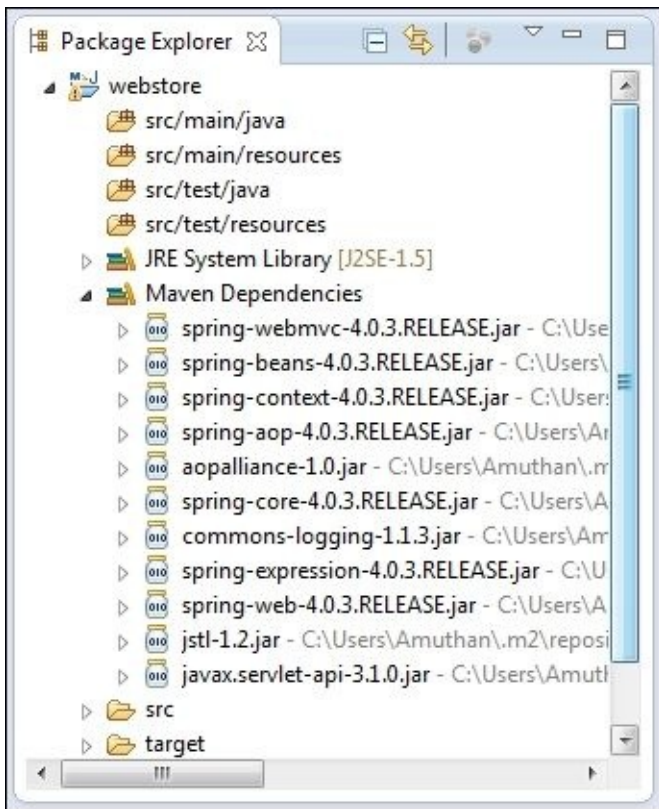 Package Explorer
webstore
src/main/java
src/main/resources
src/test/java
src/test/resources
JRE System Library [J2SE-1.5]
Maven Dependencies
spring-webmvc-4.0.3.RELEASE.jar - C:\Use
spring-beans-4.0.3.RELEASE.jar - C:\Users\
spring-context-4.0.3.RELEASE.jar - C:\User
spring-aop-4.0.3.RELEASE.jar - C:\Users\A
aopalliance-1.0.jar - C:\Users\Amuthan\.m
spring-core-4.0.3.RELEASE.jar - C:\Users\A
commons-logging-1.1.3.jar - C:\Users\Am
spring-expression-4.0.3.RELEASE.jar - C:\U
spring-web-4.0.3.RELEASE.jar - C:\Users\A
jstl-1.2.jar - C:\Users\Amuthan\.m2\reposi
javax.servlet-api-3.1.0.jar - C:\Users\Amut
src
target